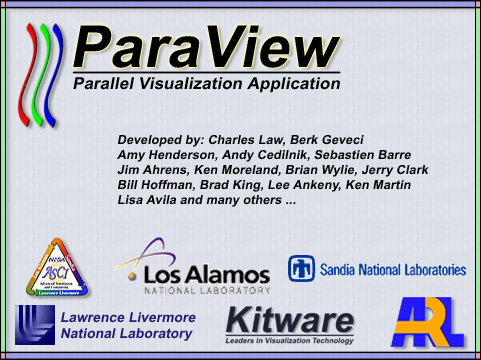 ParaView
Parallel Visualization Application
Developed by: Charles Law, Berk Geveci
Amy Henderson, Andy Cedilnik, Sebastien Barre
Jim Ahrens, Ken Moreland, Brian Wylie, Jerry Clark
Bill Hoffman, Brad King, Lee Ankeny, Ken Martin
Lisa Avila and many others ...
ASCI
Lawrence Livermore
Los Alamos
NATIONAL LABORATORY
Sandia National Laboratories
Lawrence Livermore
National Laboratory
Kitware
Leaders in Visualization Technology
ARL